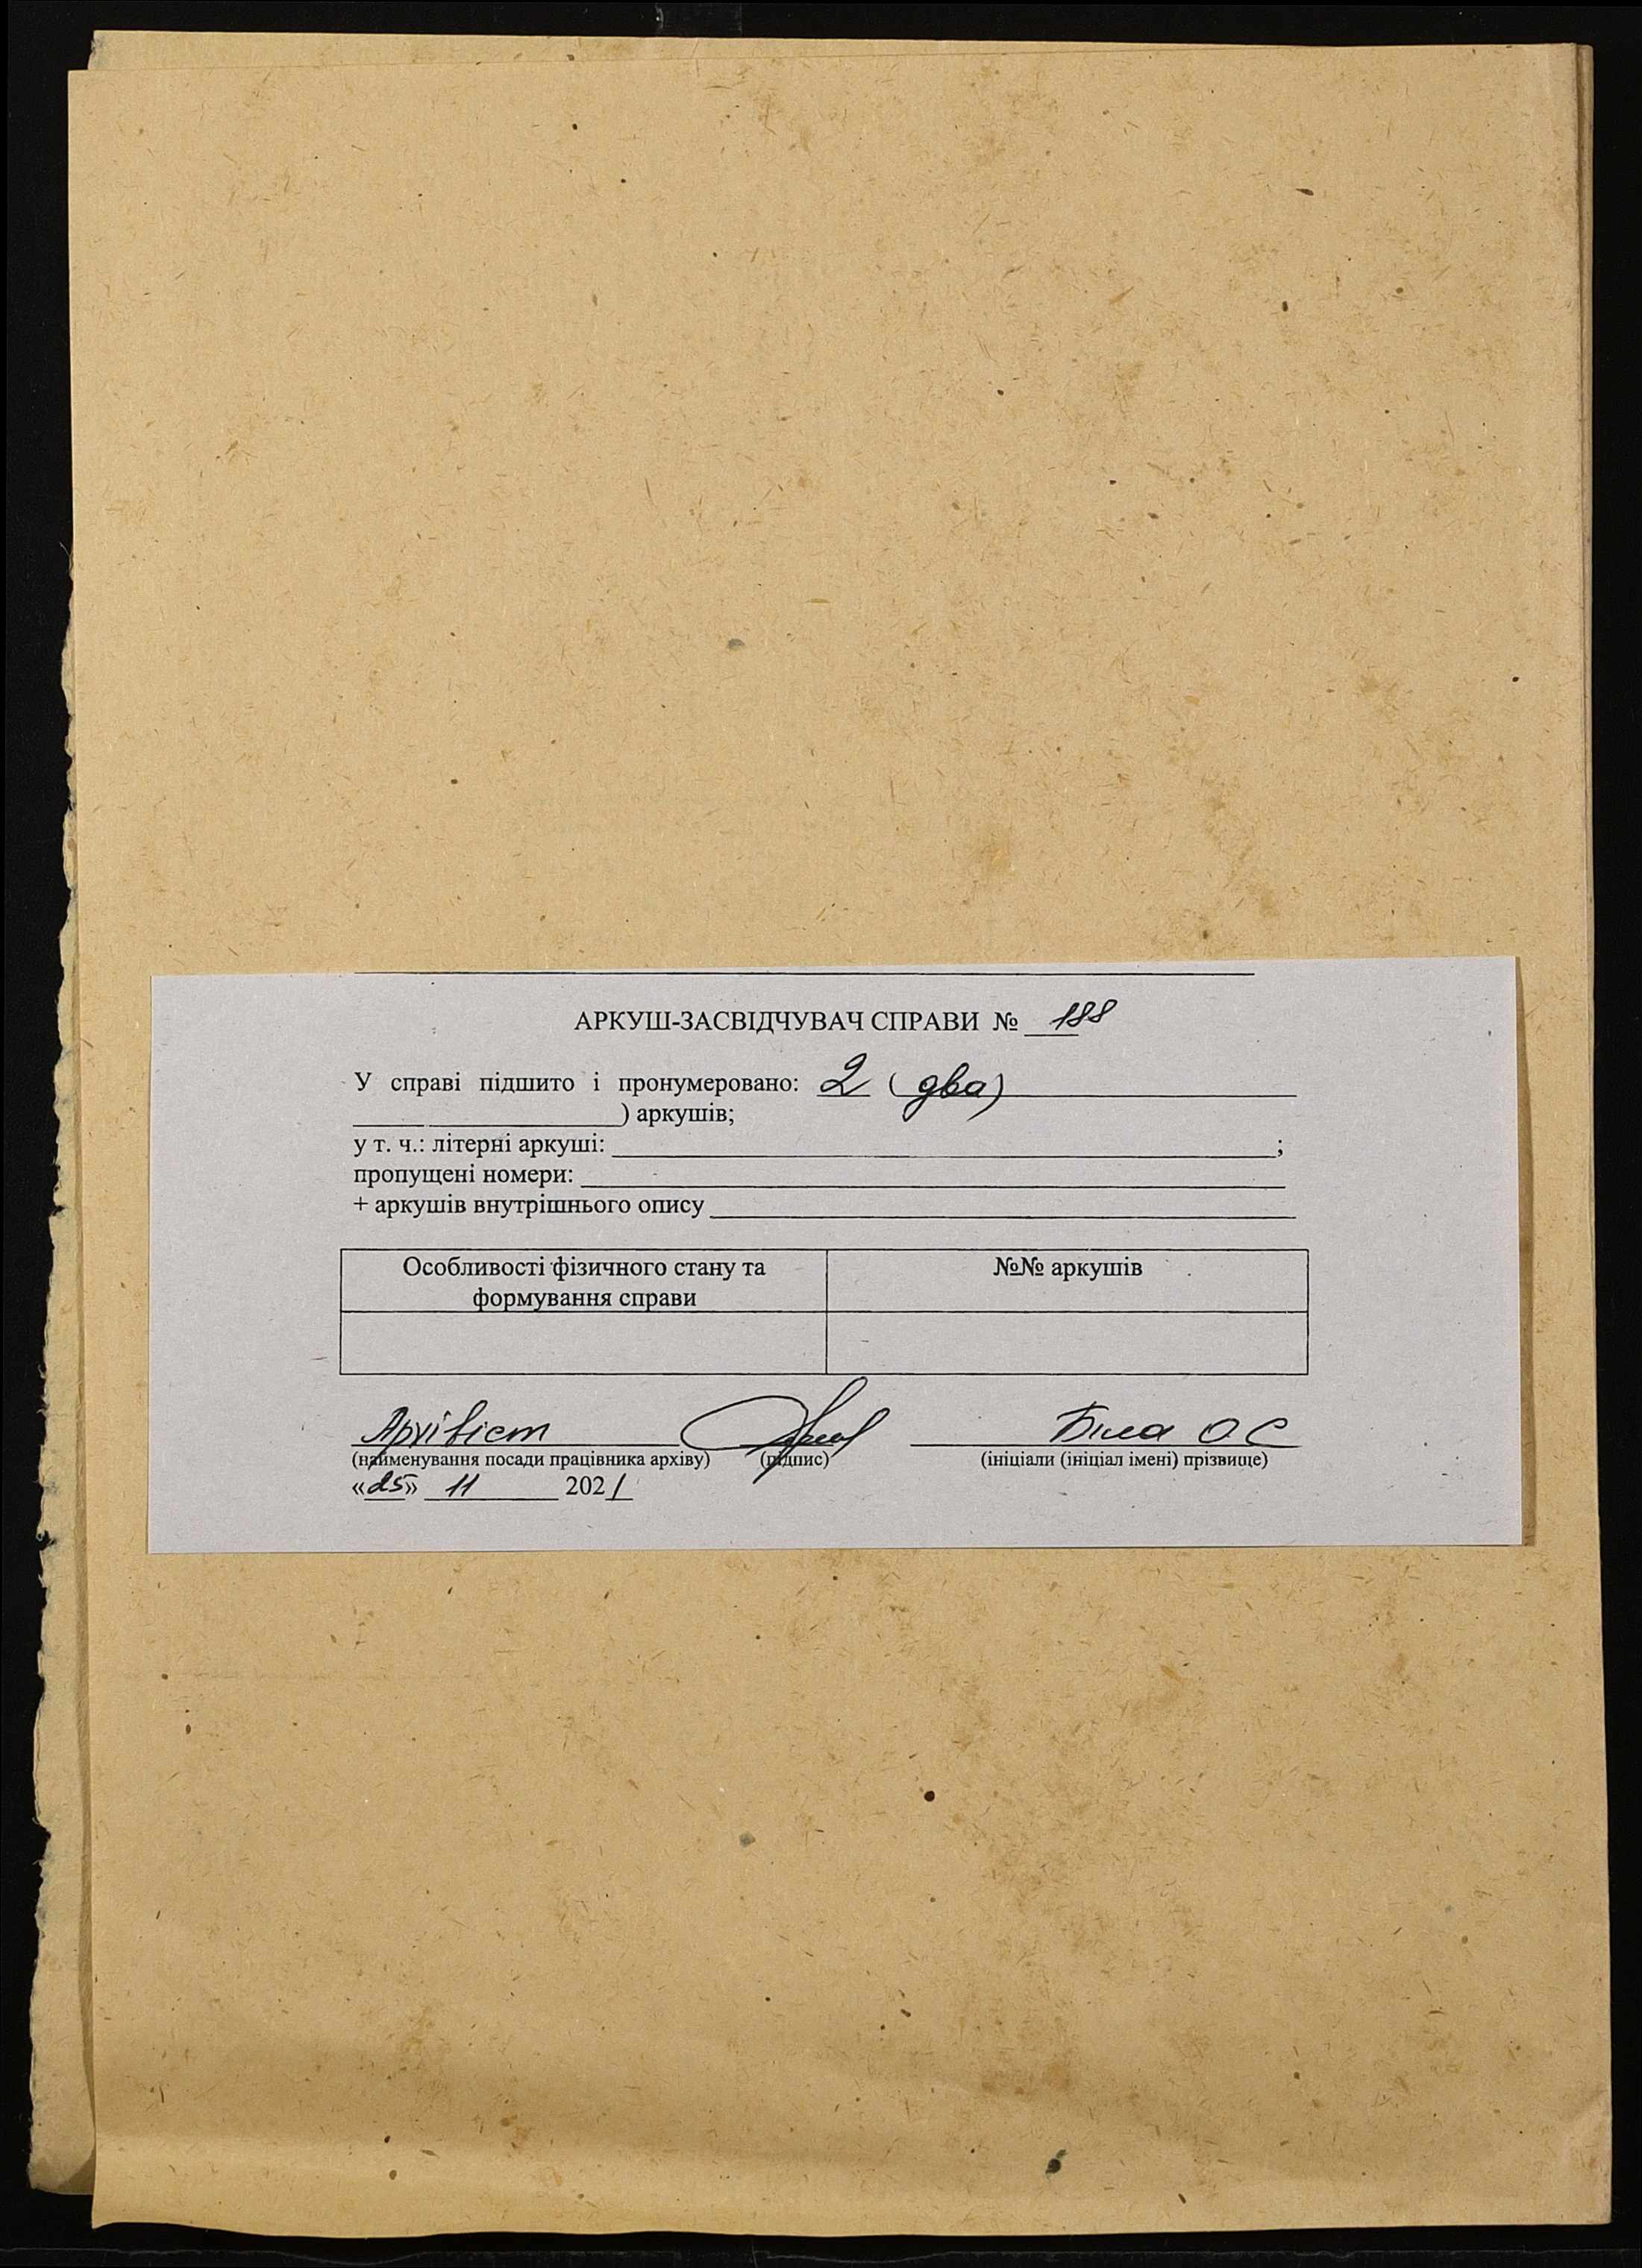 АРКУШ-ЗАСВІДЧУВАЧ СПРАВИ № 188
У справі підшито і пронумеровано: 2 (два)
) аркушів;
у т. ч.: літерні аркуші: ;
пропущені номери:
+ аркушів внутрішнього опису
Особливості фізичного стану та
формування справи
№№ аркушів
Архівіст Біла О С
(найменування посади працівника архіву) (підпис) (ініціали (ініціал імені) прізвище)
«25» 11 2021